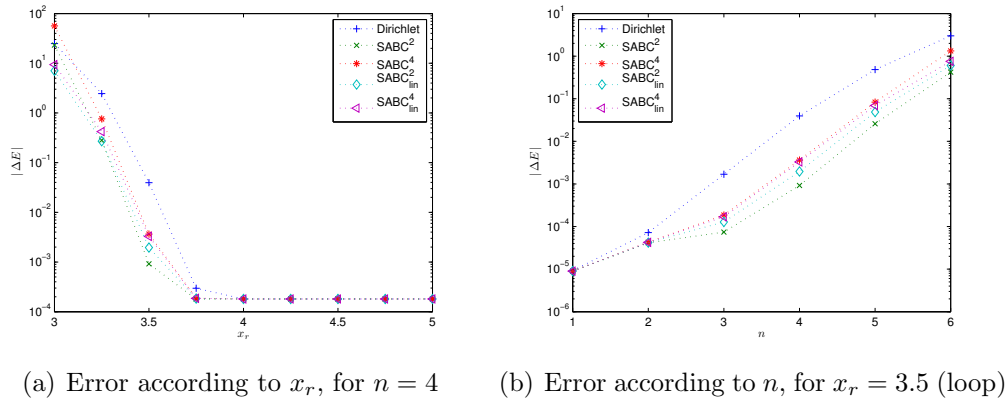 10^2
10^1
10^0
10^-1
10^-2
10^-3
10^-4
|ΔE|
3
3.5
4
4.5
5
x_r
Dirichlet
SABC^2
SABC^4
SABC^2_lin
SABC^4_lin
10^1
10^0
10^-1
10^-2
10^-3
10^-4
10^-5
10^-6
|ΔE|
1
2
3
4
5
6
n
Dirichlet
SABC^2
SABC^4
SABC^2_lin
SABC^4_lin
(a) Error according to x_r, for n = 4
(b) Error according to n, for x_r = 3.5 (loop)